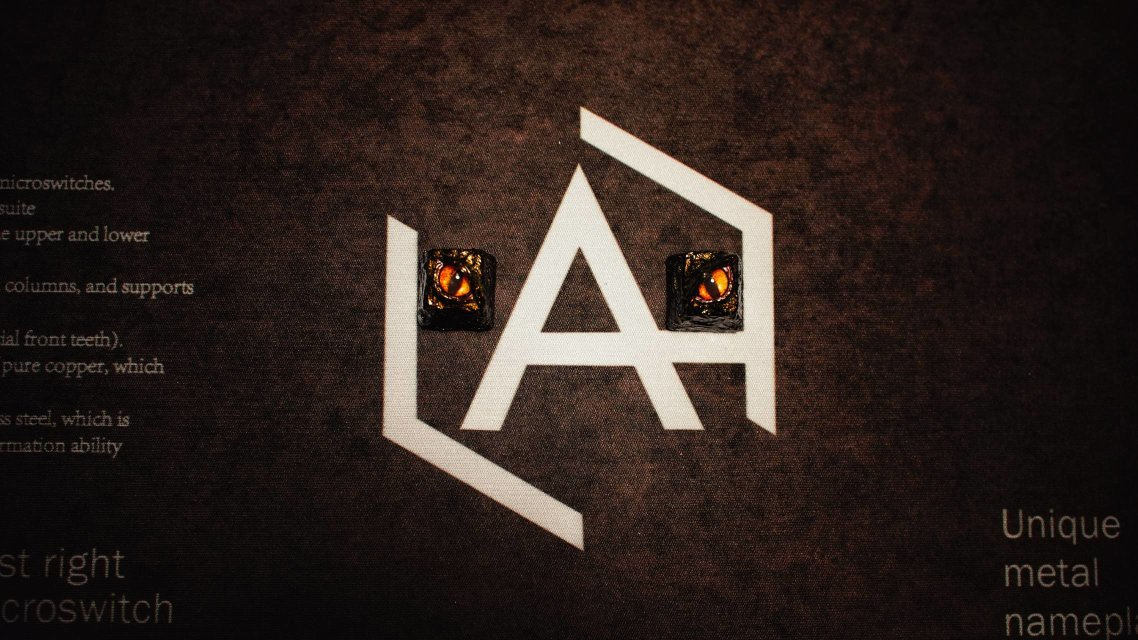 microswitches.
suite
e upper and lower
columns, and supports
ial front teeth).
pure copper, which
ss steel, which is
rmation ability
st right
croswitch
A
Unique
metal
namepl